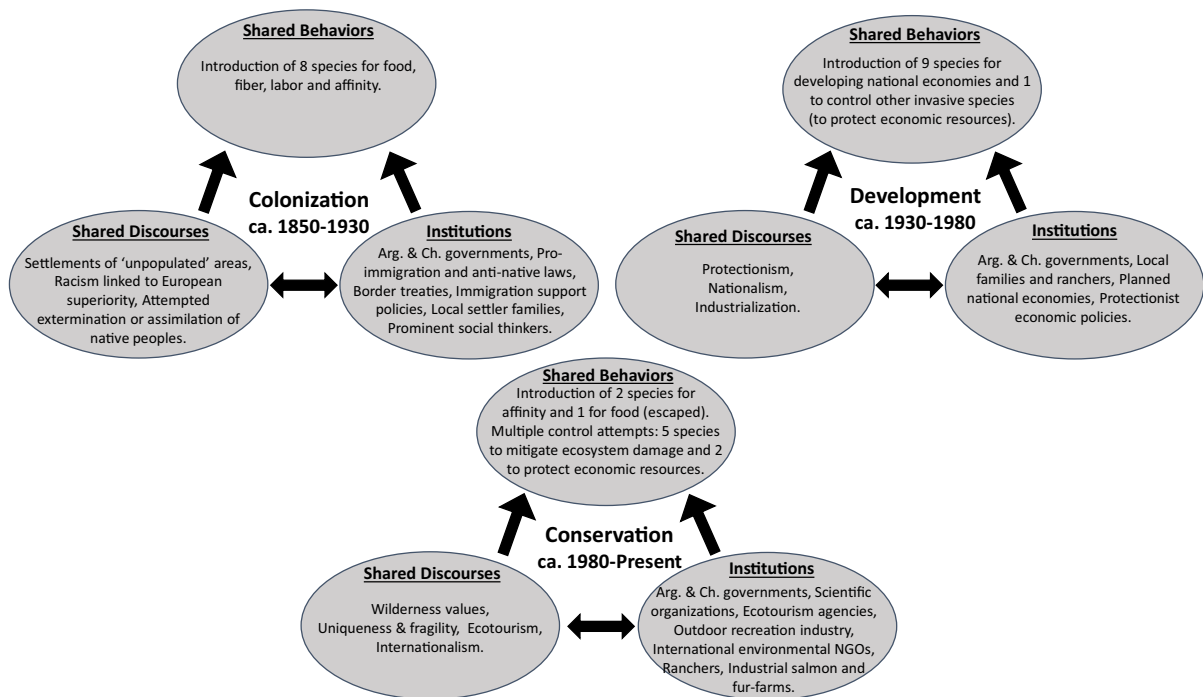 Shared Behaviors
Introduction of 8 species for food,
fiber, labor and affinity.
Colonization
ca. 1850-1930
Shared Discourses
Settlements of ‘unpopulated’ areas,
Racism linked to European
superiority, Attempted
extermination or assimilation of
native peoples.
Institutions
Arg. & Ch. governments, Pro-
immigration and anti-native laws,
Border treaties, Immigration support
policies, Local settler families,
Prominent social thinkers.
Shared Behaviors
Introduction of 9 species for
developing national economies and 1
to control other invasive species
(to protect economic resources).
Development
ca. 1930-1980
Shared Discourses
Protectionism,
Nationalism,
Industrialization.
Institutions
Arg. & Ch. governments, Local
families and ranchers, Planned
national economies, Protectionist
economic policies.
Shared Behaviors
Introduction of 2 species for
affinity and 1 for food (escaped).
Multiple control attempts: 5 species
to mitigate ecosystem damage and 2
to protect economic resources.
Conservation
ca. 1980-Present
Shared Discourses
Wilderness values,
Uniqueness & fragility, Ecotourism,
Internationalism.
Institutions
Arg. & Ch. governments, Scientific
organizations, Ecotourism agencies,
Outdoor recreation industry,
International environmental NGOs,
Ranchers, Industrial salmon and
fur-farms.